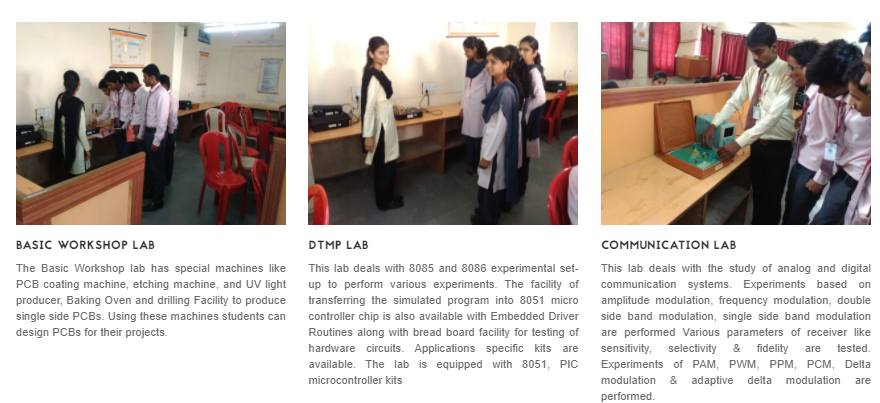 BASIC WORKSHOP LAB
The Basic Workshop lab has special machines like
PCB coating machine, etching machine, and UV light
producer, Baking Oven and drilling Facility to produce
single side PCBs. Using these machines students can
design PCBs for their projects.
DTMP LAB
This lab deals with 8085 and 8086 experimental set-
up to perform various experiments. The facility of
transferring the simulated program into 8051 micro
controller chip is also available with Embedded Driver
Routines along with bread board facility for testing of
hardware circuits. Applications specific kits are
available. The lab is equipped with 8051, PIC
microcontroller kits
COMMUNICATION LAB
This lab deals with the study of analog and digital
communication systems. Experiments based on
amplitude modulation, frequency modulation, double
side band modulation, single side band modulation
are performed Various parameters of receiver like
sensitivity, selectivity & fidelity are tested.
Experiments of PAM, PWM, PPM, PCM, Delta
modulation & adaptive delta modulation are
performed.